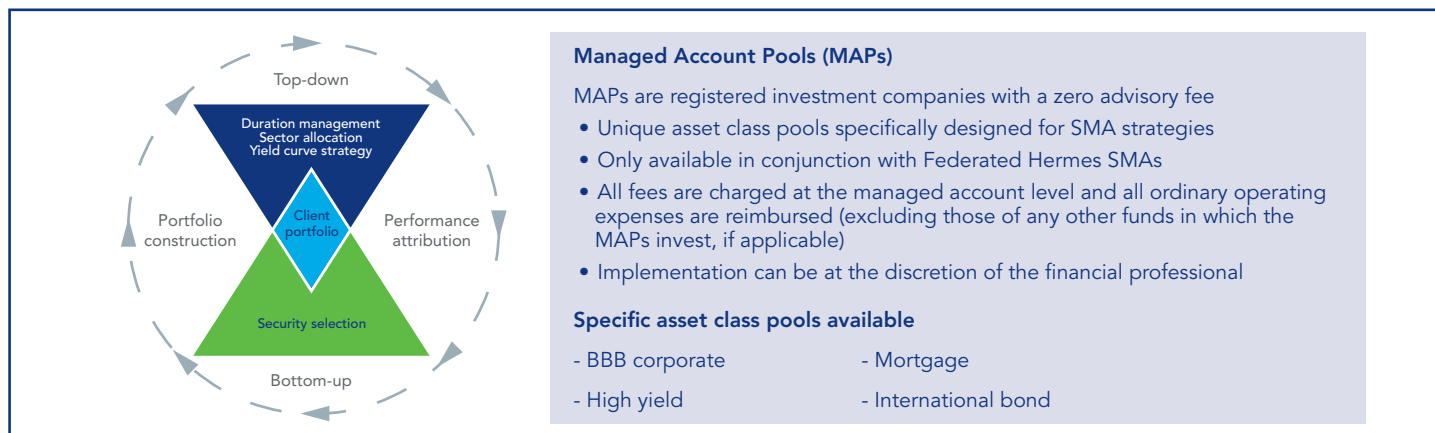 Top-down
Duration management
Sector allocation
Yield curve strategy
Portfolio
construction
Client
portfolio
Performance
attribution
Security selection
Bottom-up
Managed Account Pools (MAPs)
MAPs are registered investment companies with a zero advisory fee
• Unique asset class pools specifically designed for SMA strategies
• Only available in conjunction with Federated Hermes SMAs
• All fees are charged at the managed account level and all ordinary operating
expenses are reimbursed (excluding those of any other funds in which the
MAPs invest, if applicable)
• Implementation can be at the discretion of the financial professional
Specific asset class pools available
- BBB corporate
- Mortgage
- High yield
- International bond